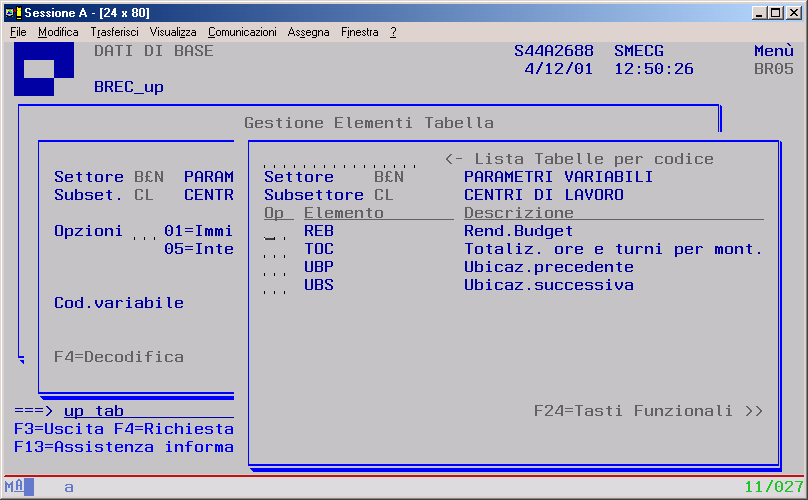 Sessione A - [24 x 80]
File Modifica Trasferisci Visualizza Comunicazioni Assegna Finestra ?
DATI DI BASE S44A2688 SMECG Menù
4/12/01 12:50:26 BR05
BREC_up
Gestione Elementi Tabella
................ <- Lista Tabelle per codice
Settore B£N PARAM Settore B£N PARAMETRI VARIABILI
Subset. CL CENTR Subsettore CL CENTRI DI LAVORO
Op Elemento Descrizione
Opzioni ... 01=Immi ... REB Rend.Budget
05=Inte ... TOC Totaliz. ore e turni per mont.
... UBP Ubicaz.precedente
... UBS Ubicaz.successiva
Cod.variabile
F4=Decodifica
===> up tab F24=Tasti Funzionali >>
F3=Uscita F4=Richiesta
F13=Assistenza informa
MA a 11/027